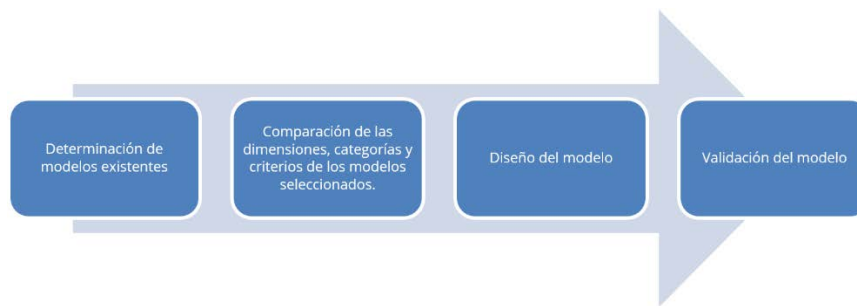 Determinación de
modelos existentes
Comparación de las
dimensiones, categorías y
criterios de los modelos
seleccionados.
Diseño del modelo
Validación del modelo